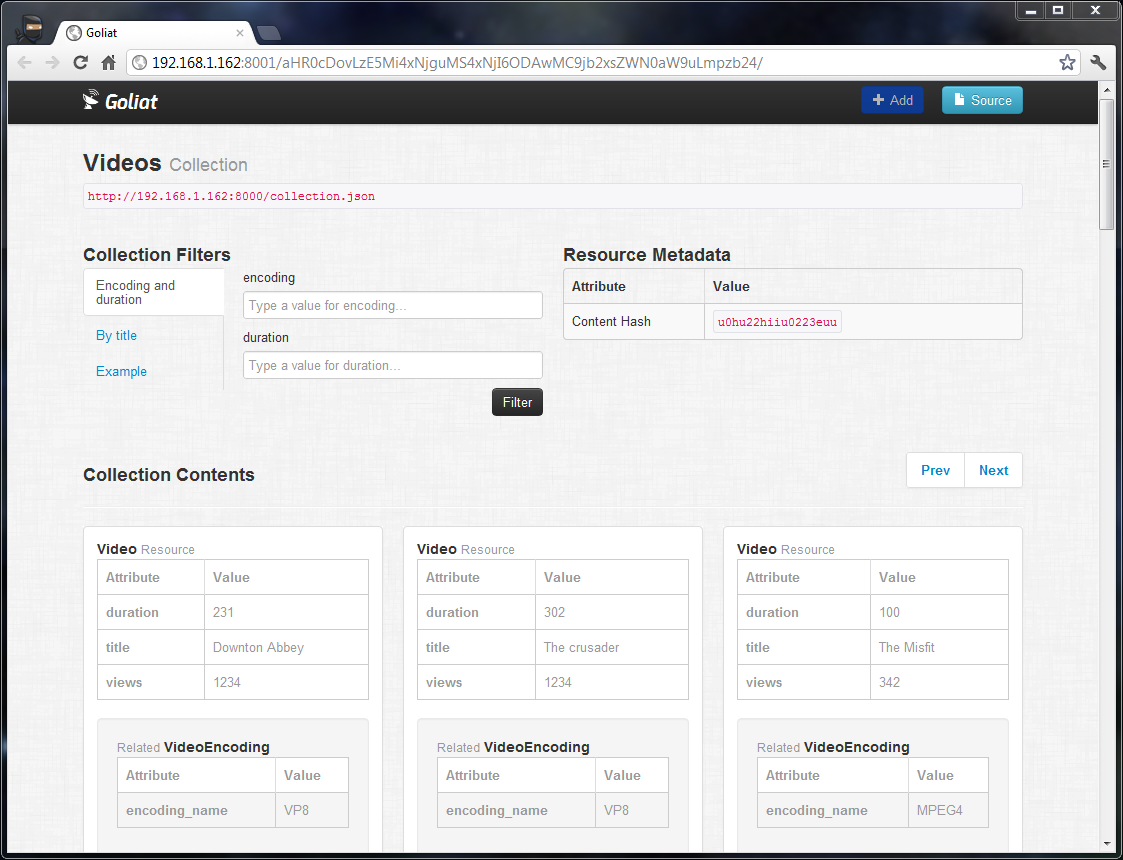 Goliat
192.168.1.162:8001/aHR0cDovLzE5Mi4xNjguMS4xNjI6ODAwMC9jb2xsZWN0aW9uLmpzb24/
Goliat
Add
Source
Videos Collection
http://192.168.1.162:8000/collection.json
Collection Filters
Encoding and
duration
By title
Example
encoding
Type a value for encoding...
duration
Type a value for duration...
Filter
Resource Metadata
Attribute Value
Content Hash u0hu22hiiu0223euu
Collection Contents
Prev Next
Video Resource
Attribute Value
duration 231
title Downton Abbey
views 1234
Related VideoEncoding
Attribute Value
encoding_name VP8
Video Resource
Attribute Value
duration 302
title The crusader
views 1234
Related VideoEncoding
Attribute Value
encoding_name VP8
Video Resource
Attribute Value
duration 100
title The Misfit
views 342
Related VideoEncoding
Attribute Value
encoding_name MPEG4